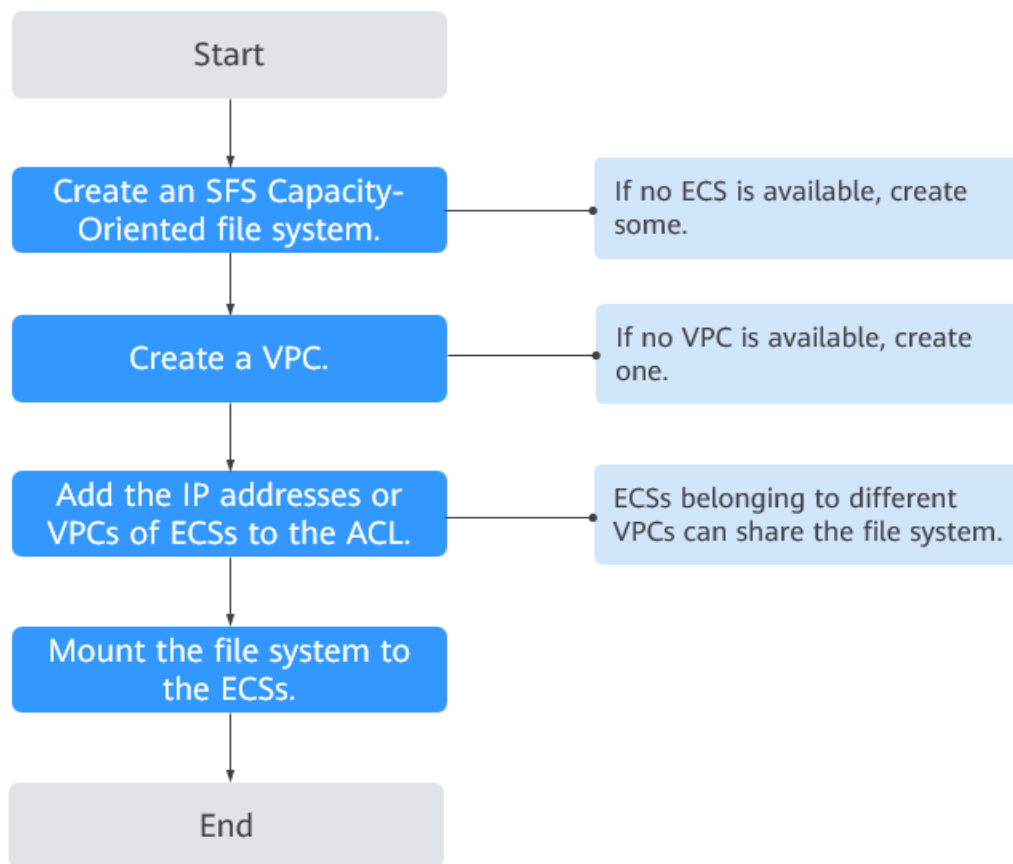 Start
Create an SFS Capacity-
Oriented file system.
If no ECS is available, create
some.
Create a VPC.
If no VPC is available, create
one.
Add the IP addresses or
VPCs of ECSs to the ACL.
ECSs belonging to different
VPCs can share the file system.
Mount the file system to
the ECSs.
End